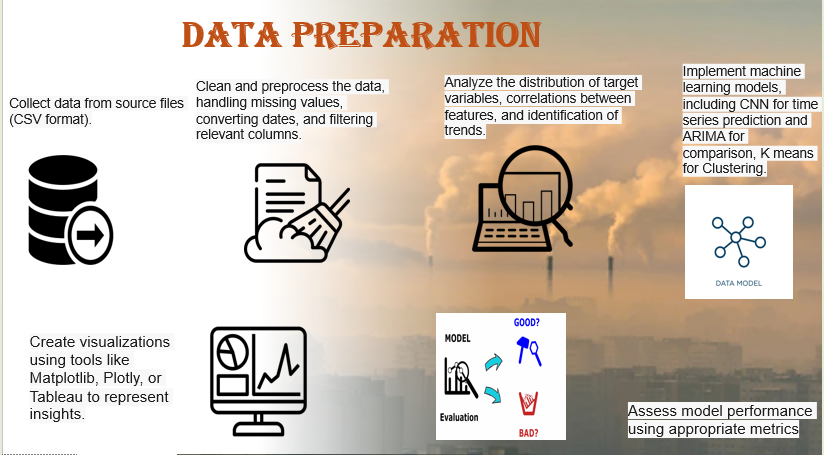 DATA PREPARATION
Collect data from source files
(CSV format).
Clean and preprocess the data,
handling missing values,
converting dates, and filtering
relevant columns.
Analyze the distribution of target
variables, correlations between
features, and identification of
trends.
Implement machine
learning models,
including CNN for time
series prediction and
ARIMA for
comparison, K means
for Clustering.
DATA MODEL
Create visualizations
using tools like
Matplotlib, Plotly, or
Tableau to represent
insights.
MODEL
Evaluation
GOOD?
BAD?
Assess model performance
using appropriate metrics